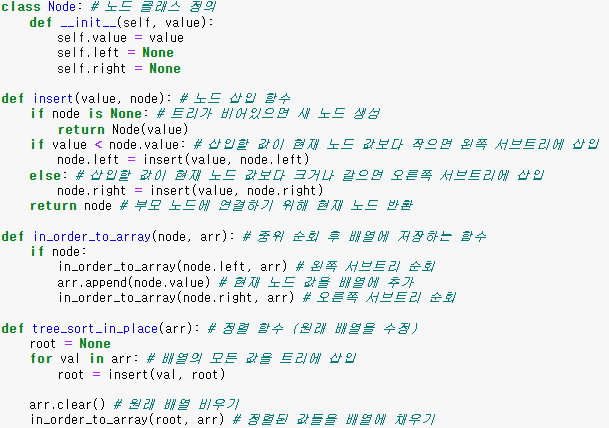 class Node: # 노드 클래스 정의
    def __init__(self, value):
        self.value = value
        self.left = None
        self.right = None

def insert(value, node): # 노드 삽입 함수
    if node is None: # 트리가 비어있으면 새 노드 생성
        return Node(value)
    if value < node.value: # 삽입할 값이 현재 노드 값보다 작으면 왼쪽 서브트리에 삽입
        node.left = insert(value, node.left)
    else: # 삽입할 값이 현재 노드 값보다 크거나 같으면 오른쪽 서브트리에 삽입
        node.right = insert(value, node.right)
    return node # 부모 노드에 연결하기 위해 현재 노드 반환

def in_order_to_array(node, arr): # 중위 순회 후 배열에 저장하는 함수
    if node:
        in_order_to_array(node.left, arr) # 왼쪽 서브트리 순회
        arr.append(node.value) # 현재 노드 값을 배열에 추가
        in_order_to_array(node.right, arr) # 오른쪽 서브트리 순회

def tree_sort_in_place(arr): # 정렬 함수 (원래 배열을 수정)
    root = None
    for val in arr: # 배열의 모든 값을 트리에 삽입
        root = insert(val, root)

    arr.clear() # 원래 배열 비우기
    in_order_to_array(root, arr) # 정렬된 값들을 배열에 채우기